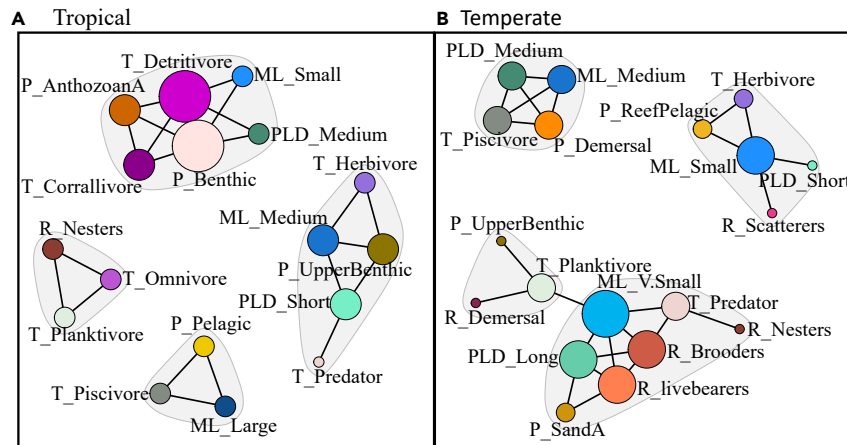 A Tropical
T_Detritivore
P_AnthozoanA
ML_Small
PLD_Medium
T_Corrallivore
P_Benthic
T_Herbivore
ML_Medium
P_UpperBenthic
PLD_Short
T_Predator
R_Nesters
T_Omnivore
T_Planktivore
P_Pelagic
T_Piscivore
ML_Large
B Temperate
PLD_Medium
ML_Medium
T_Piscivore
P_Demersal
T_Herbivore
P_ReefPelagic
ML_Small
PLD_Short
R_Scatterers
P_UpperBenthic
T_Planktivore
R_Demersal
ML_V.Small
T_Predator
R_Nesters
PLD_Long
R_Brooders
R_livebearers
P_SandA